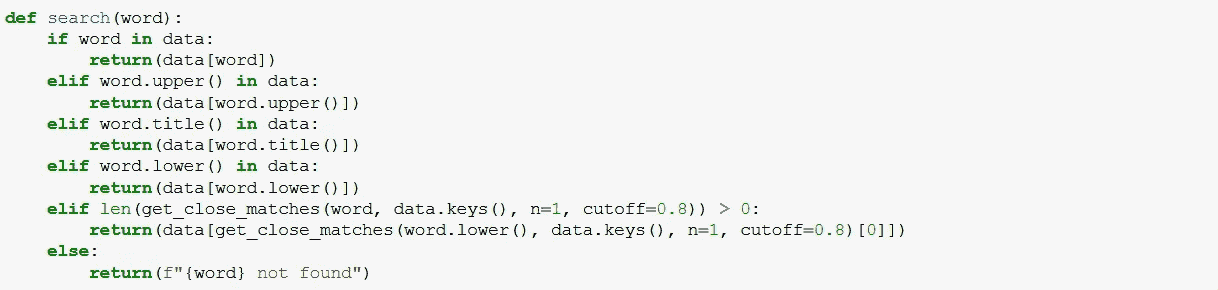 def search(word):
    if word in data:
        return(data[word])
    elif word.upper() in data:
        return(data[word.upper()])
    elif word.title() in data:
        return(data[word.title()])
    elif word.lower() in data:
        return(data[word.lower()])
    elif len(get_close_matches(word, data.keys(), n=1, cutoff=0.8)) > 0:
        return(data[get_close_matches(word.lower(), data.keys(), n=1, cutoff=0.8)[0]])
    else:
        return(f"{word} not found")